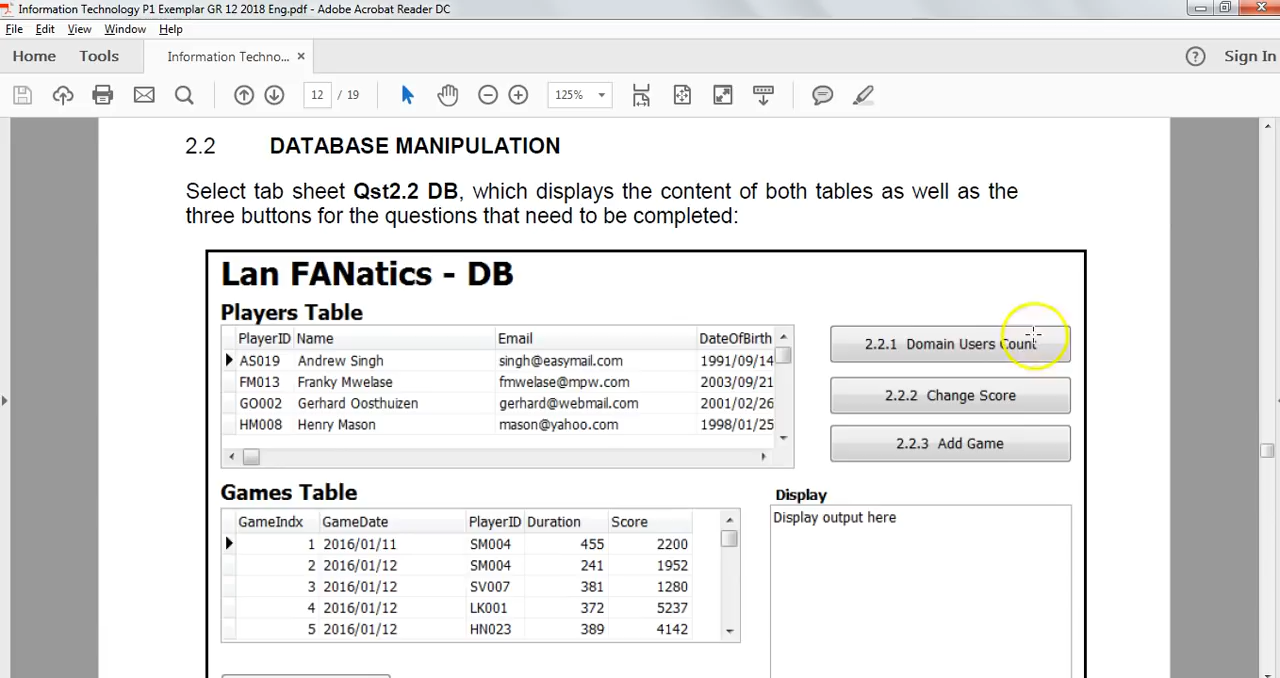 Information Technology P1 Exemplar GR 12 2018 Eng.pdf - Adobe Acrobat Reader DC
File Edit View Window Help
Home Tools Information Techno... × ? Sign In
12 / 19 125%
2.2 DATABASE MANIPULATION
Select tab sheet Qst2.2 DB, which displays the content of both tables as well as the
three buttons for the questions that need to be completed:
Lan FANatics - DB
Players Table
PlayerID Name Email DateOfBirth
AS019 Andrew Singh singh@easymail.com 1991/09/14
FM013 Franky Mwelase fmwelase@mpw.com 2003/09/21
GO002 Gerhard Oosthuizen gerhard@webmail.com 2001/02/26
HM008 Henry Mason mason@yahoo.com 1998/01/25
2.2.1 Domain Users Count
2.2.2 Change Score
2.2.3 Add Game
Games Table
GameIndx GameDate PlayerID Duration Score
1 2016/01/11 SM004 455 2200
2 2016/01/12 SM004 241 1952
3 2016/01/12 SV007 381 1280
4 2016/01/12 LK001 372 5237
5 2016/01/12 HN023 389 4142
Display
Display output here